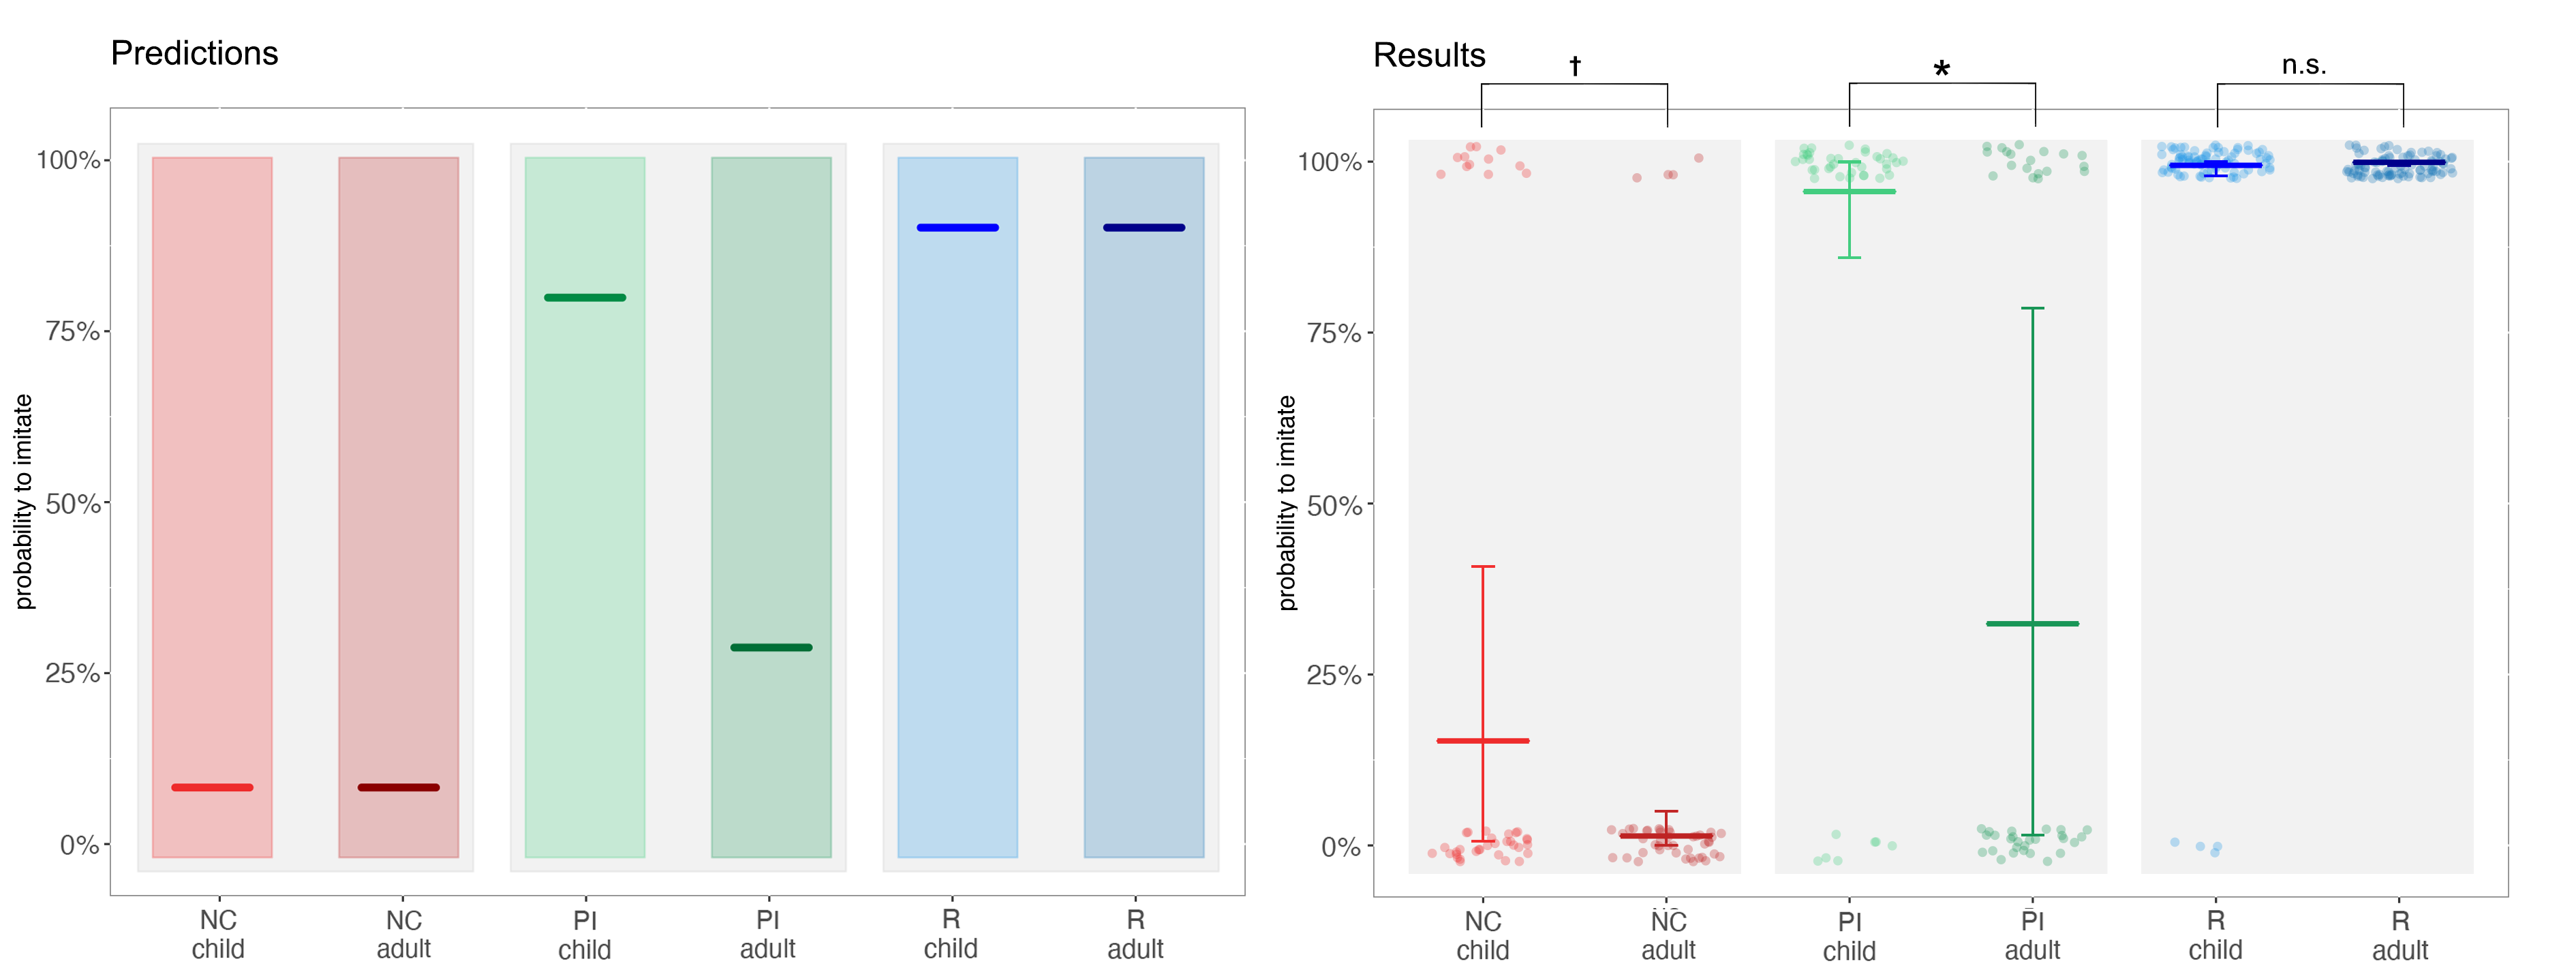 Predictions
probability to imitate
100%
75%
50%
25%
0%
NC
child
NC
adult
PI
child
PI
adult
R
child
R
adult
Results
†
*
n.s.
probability to imitate
100%
75%
50%
25%
0%
NC
child
NC
adult
PI
child
PI
adult
R
child
R
adult